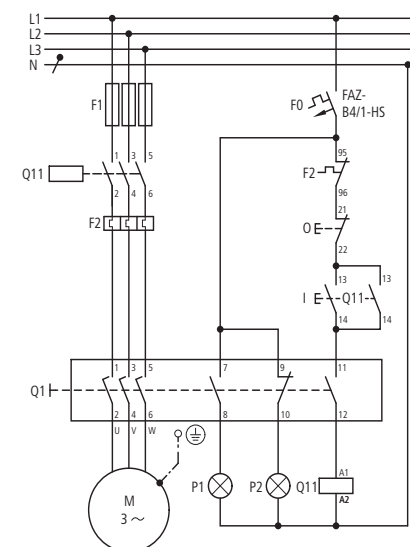 L1
L2
L3
N
F1
F0
FAZ-
B4/1-HS
1 3 5
Q11
2 4 6
95
F2
96
F2
21
O E
22
13 13
I E Q11
14 14
1 3 5 7 9 11
Q1
2 4 6 8 10 12
U V W
P1 P2 Q11
A1
A2
M
3 ~